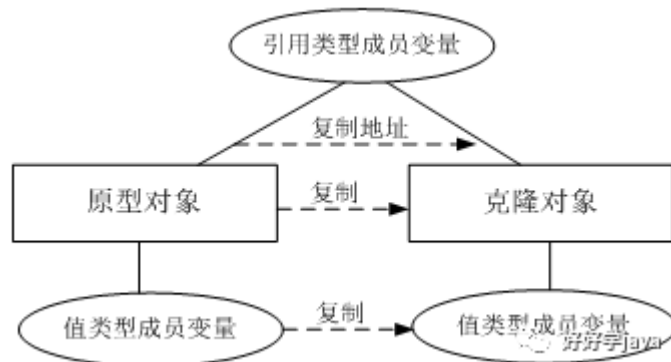 引用类型成员变量
复制地址
原型对象
复制
克隆对象
值类型成员变量
复制
值类型成员变量
好好学java